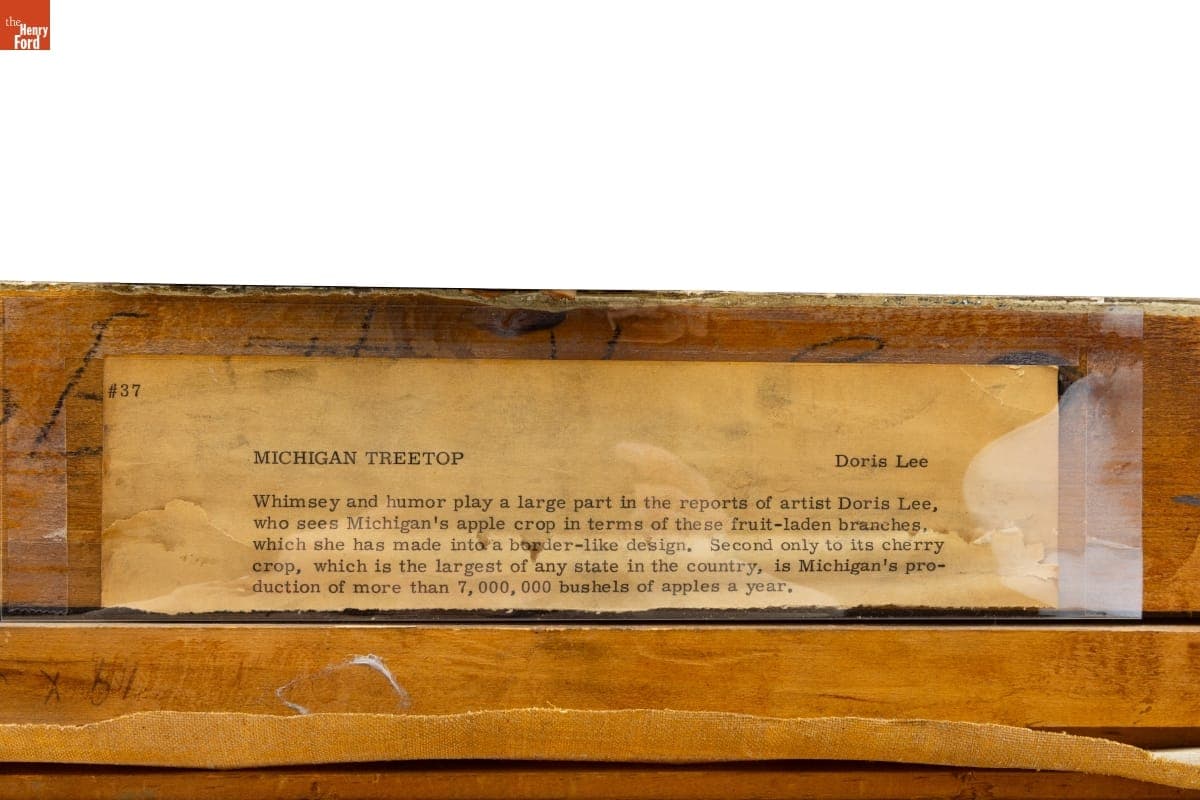 the
Henry
Ford
#37
MICHIGAN TREETOP Doris Lee
Whimsey and humor play a large part in the reports of artist Doris Lee,
who sees Michigan's apple crop in terms of these fruit-laden branches,
which she has made into a border-like design. Second only to its cherry
crop, which is the largest of any state in the country, is Michigan's pro-
duction of more than 7,000,000 bushels of apples a year.